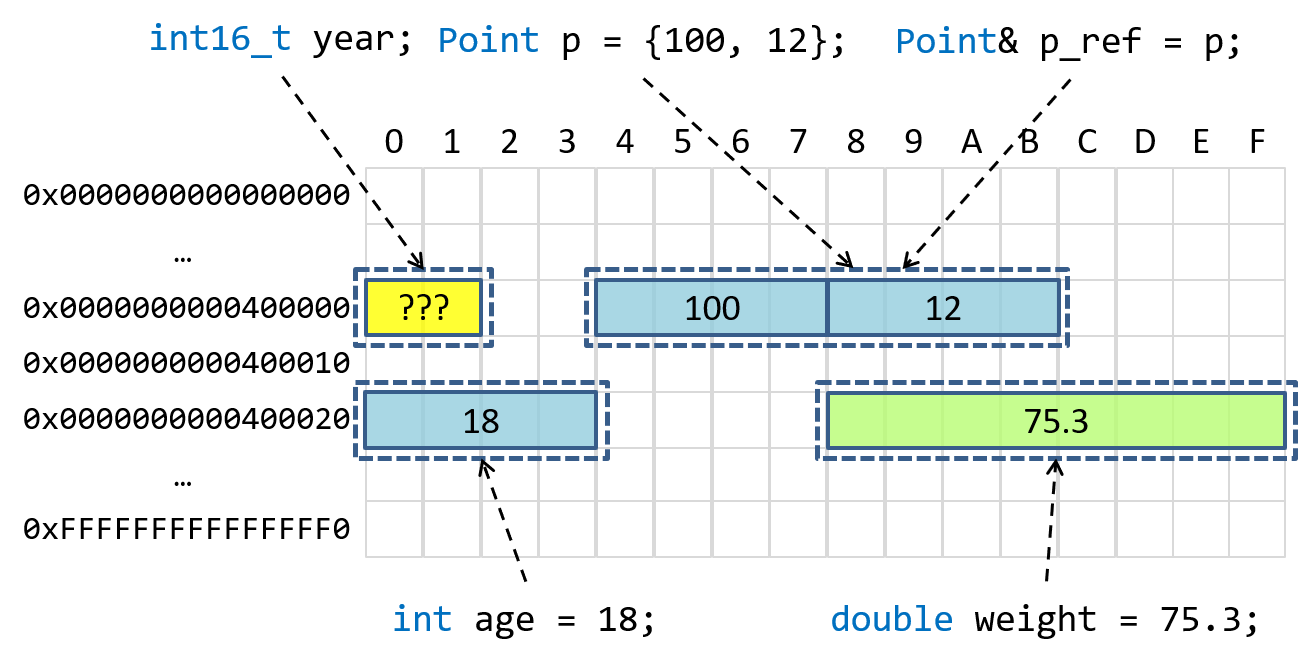 int16_t year; Point p = {100, 12}; Point& p_ref = p;
0 1 2 3 4 5 6 7 8 9 A B C D E F
0x0000000000000000
…
0x0000000000400000 ??? 100 12
0x0000000000400010
0x0000000000400020 18 75.3
…
0xFFFFFFFFFFFFFFF0
int age = 18; double weight = 75.3;